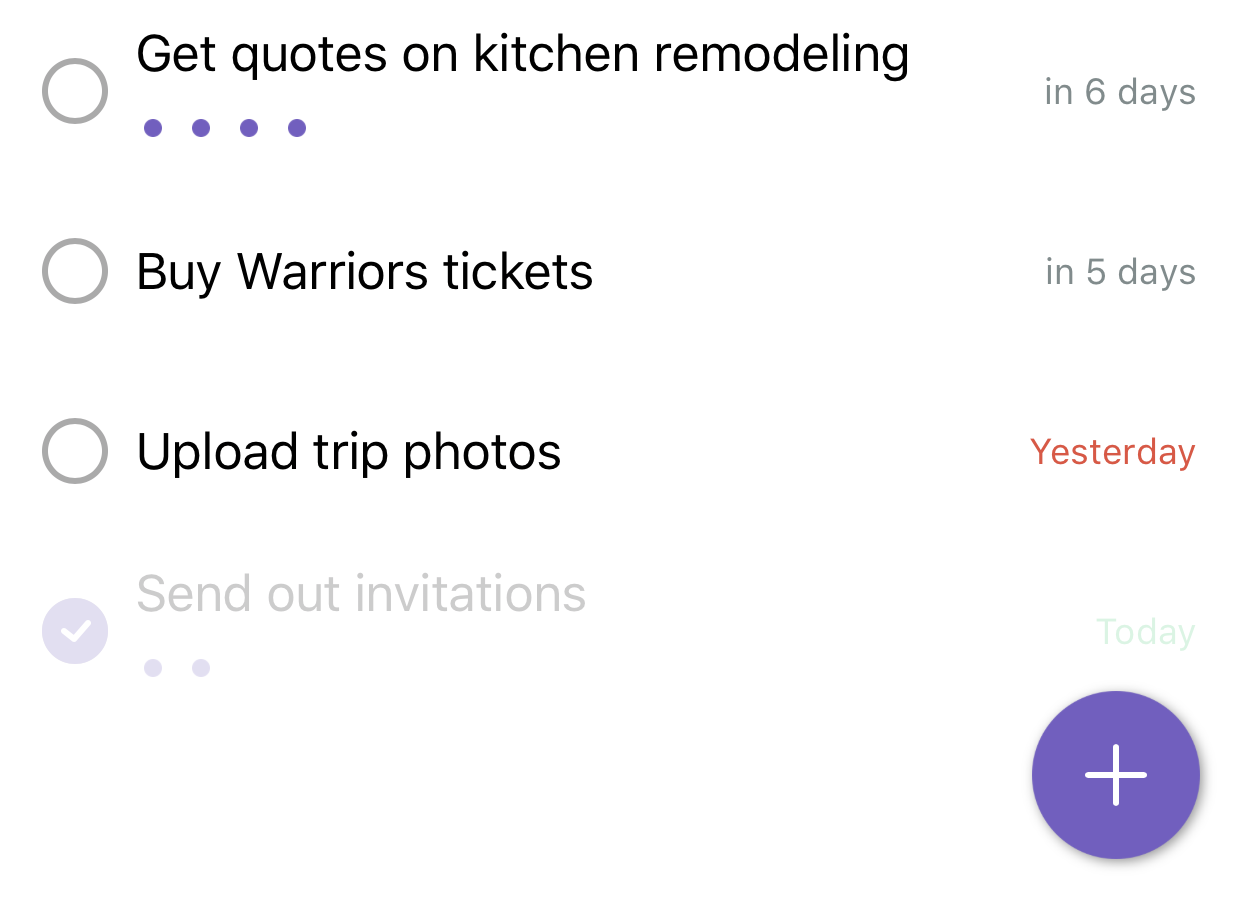 Get quotes on kitchen remodeling
in 6 days
Buy Warriors tickets
in 5 days
Upload trip photos
Yesterday
Send out invitations
Today